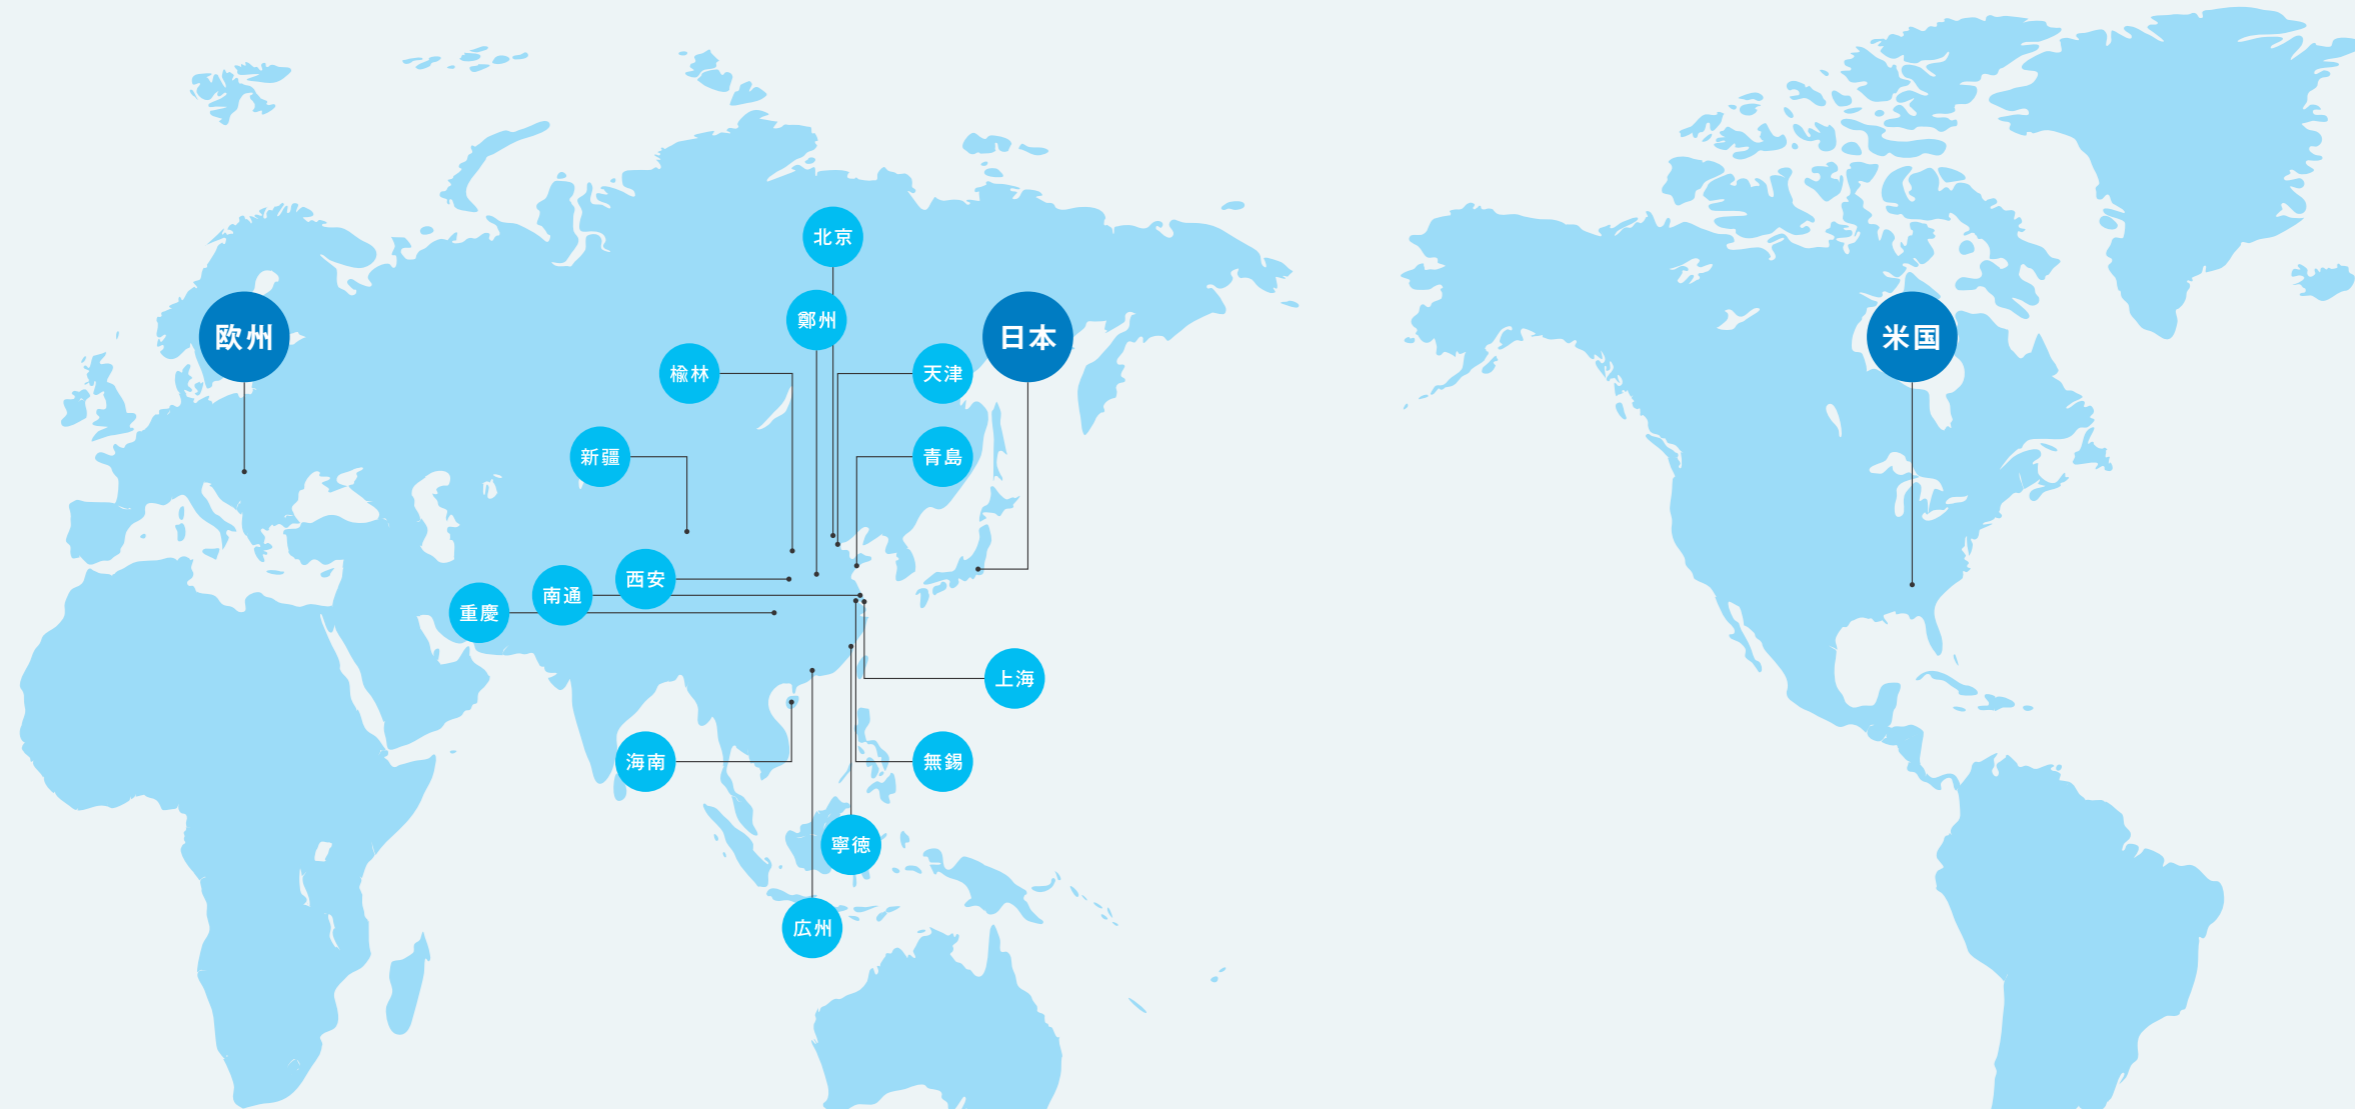 北京
鄭州
欧州
日本
米国
楡林
天津
新疆
青島
西安
南通
重慶
上海
海南
無錫
寧徳
広州